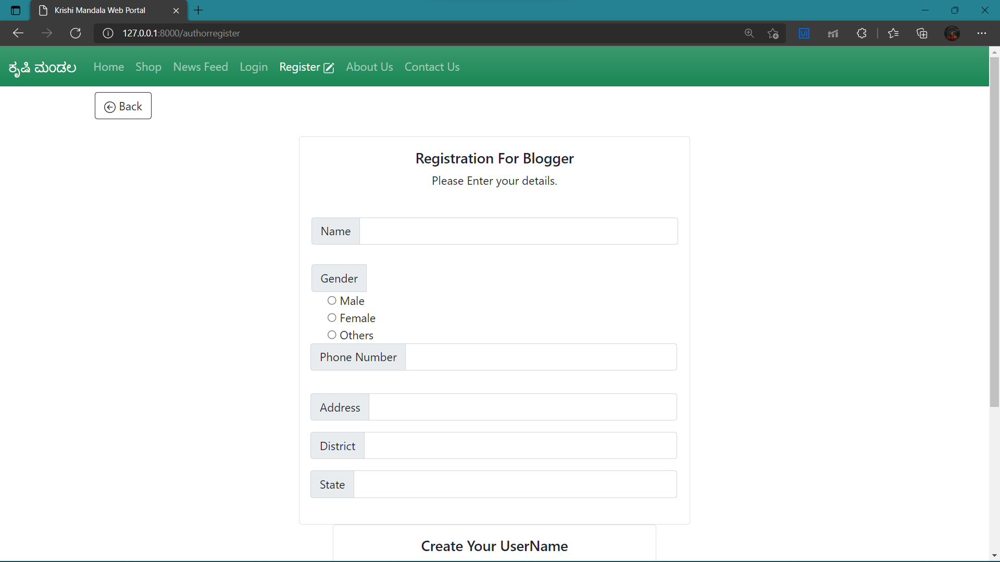 Krishi Mandala Web Portal
127.0.0.1:8000/authorregister
Ui
ಕೃಷಿ ಮಂಡಲ Home Shop News Feed Login Register About Us Contact Us
Back
Registration For Blogger
Please Enter your details.
Name
Gender
Male
Female
Others
Phone Number
Address
District
State
Create Your UserName